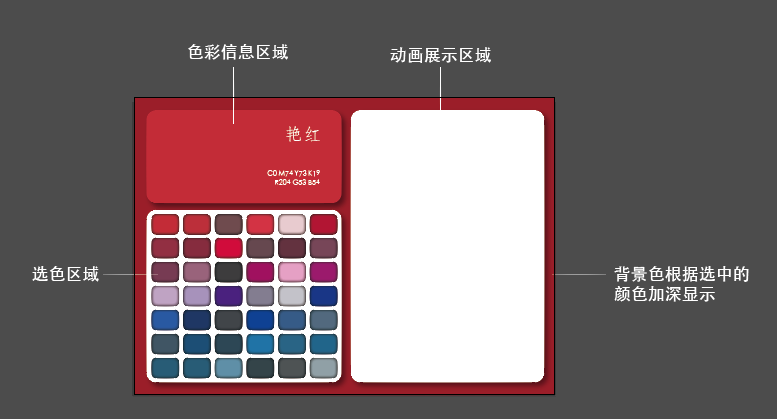 色彩信息区域
动画展示区域
艳红
C0 M74 Y73 K19
R204 G53 B54
选色区域
背景色根据选中的
颜色加深显示